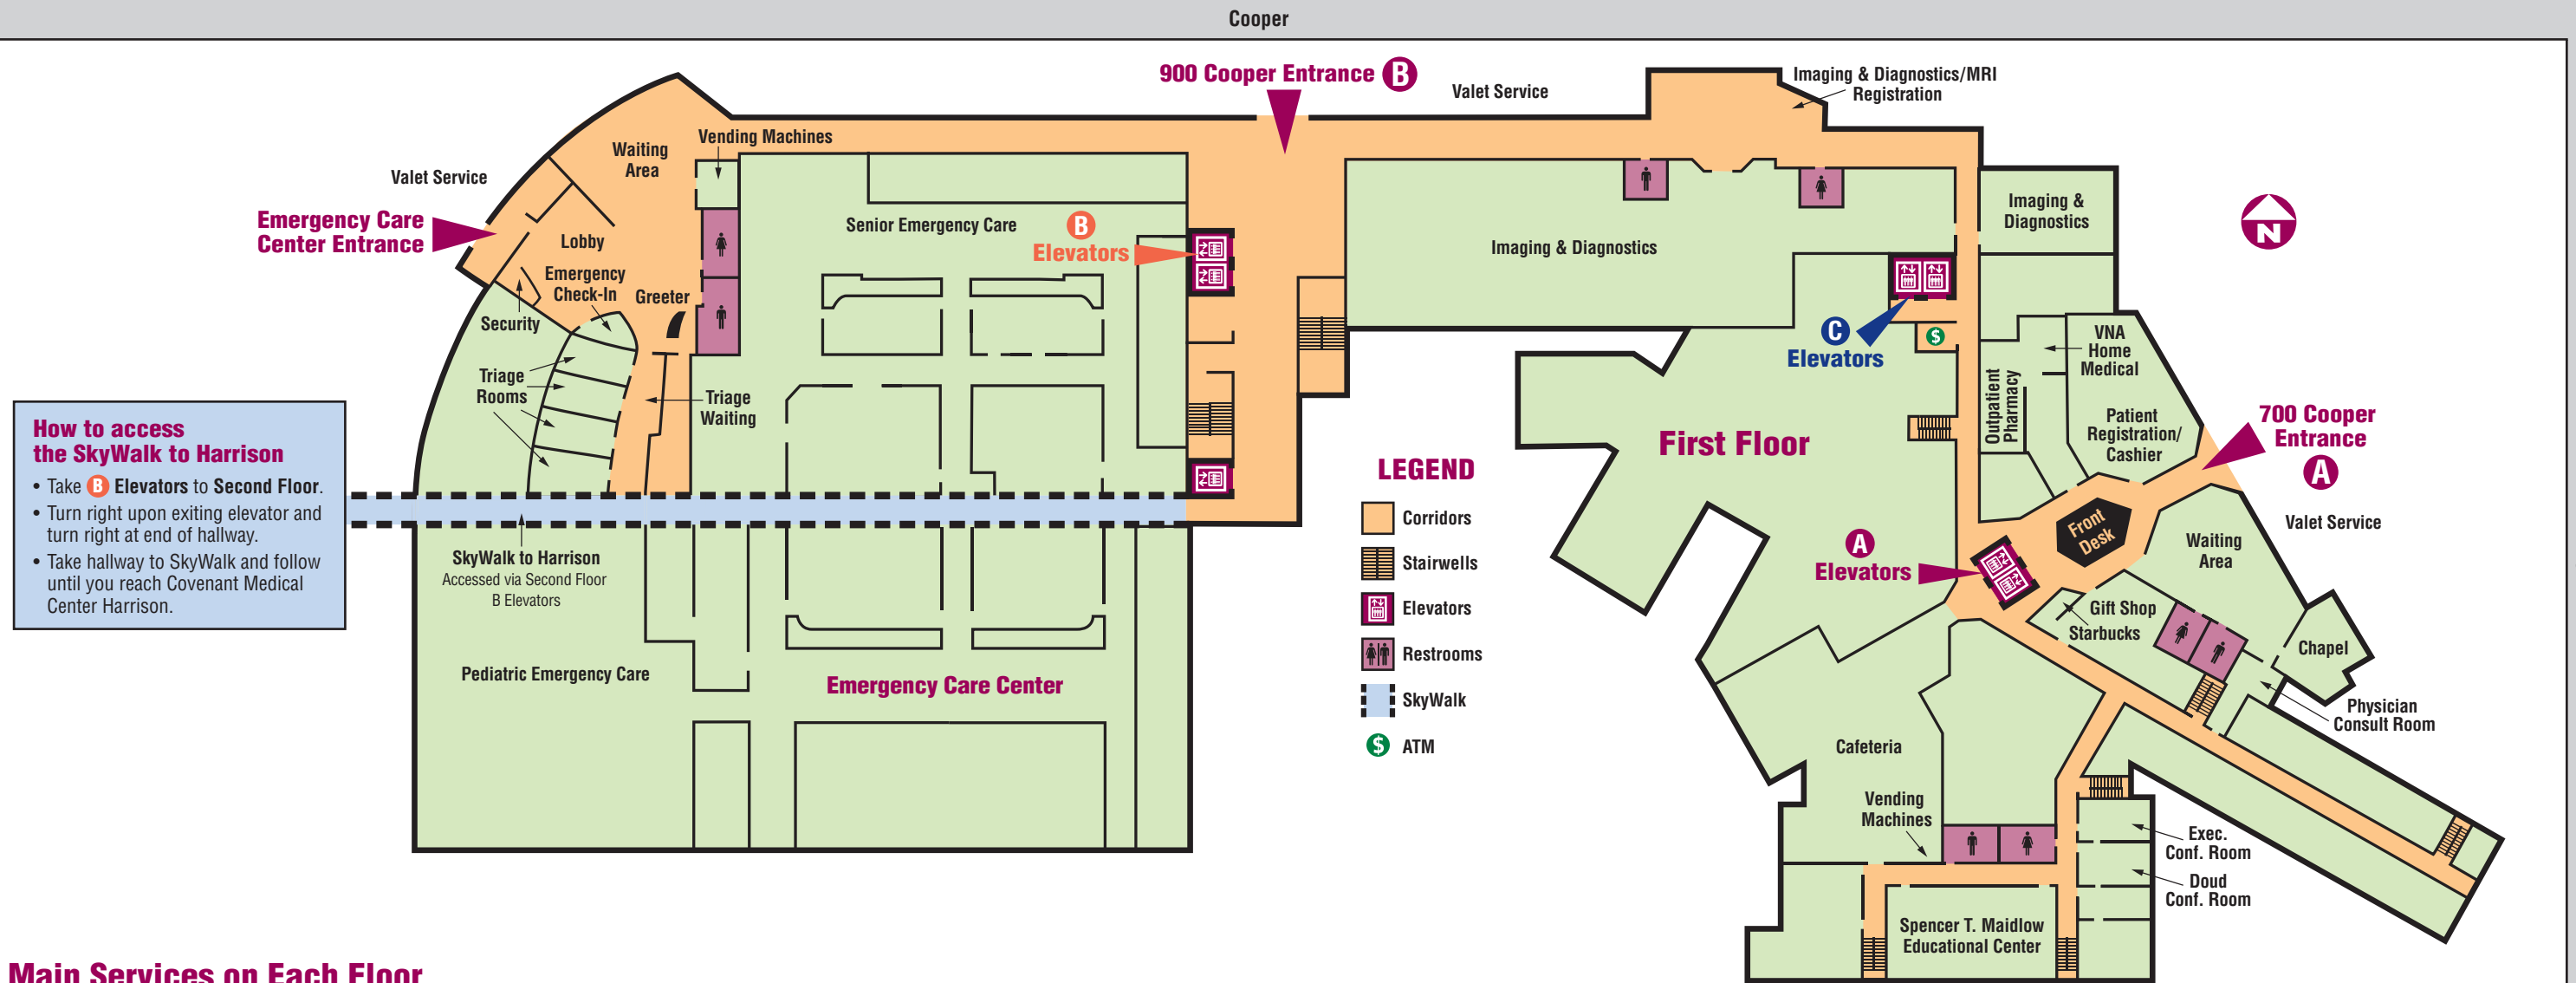 Cooper
900 Cooper Entrance B
Valet Service
Imaging & Diagnostics/MRI
Registration
Vending Machines
Waiting
Area
Valet Service
Emergency Care
Center Entrance
Lobby
Emergency
Check-In
Greeter
Security
Senior Emergency Care
B
Elevators
Imaging & Diagnostics
Imaging &
Diagnostics
N
C
Elevators
$
VNA
Home
Medical
Outpatient
Pharmacy
Patient
Registration/
Cashier
700 Cooper
Entrance
A
Valet Service
Triage
Rooms
Triage
Waiting
How to access
the SkyWalk to Harrison
• Take B Elevators to Second Floor.
• Turn right upon exiting elevator and
turn right at end of hallway.
• Take hallway to SkyWalk and follow
until you reach Covenant Medical
Center Harrison.
SkyWalk to Harrison
Accessed via Second Floor
B Elevators
Pediatric Emergency Care
Emergency Care Center
First Floor
LEGEND
Corridors
Stairwells
Elevators
Restrooms
SkyWalk
$ ATM
Front
Desk
A
Elevators
Waiting
Area
Gift Shop
Starbucks
Chapel
Physician
Consult Room
Cafeteria
Vending
Machines
Exec.
Conf. Room
Doud
Conf. Room
Spencer T. Maidlow
Educational Center
Main Services on Each Floor